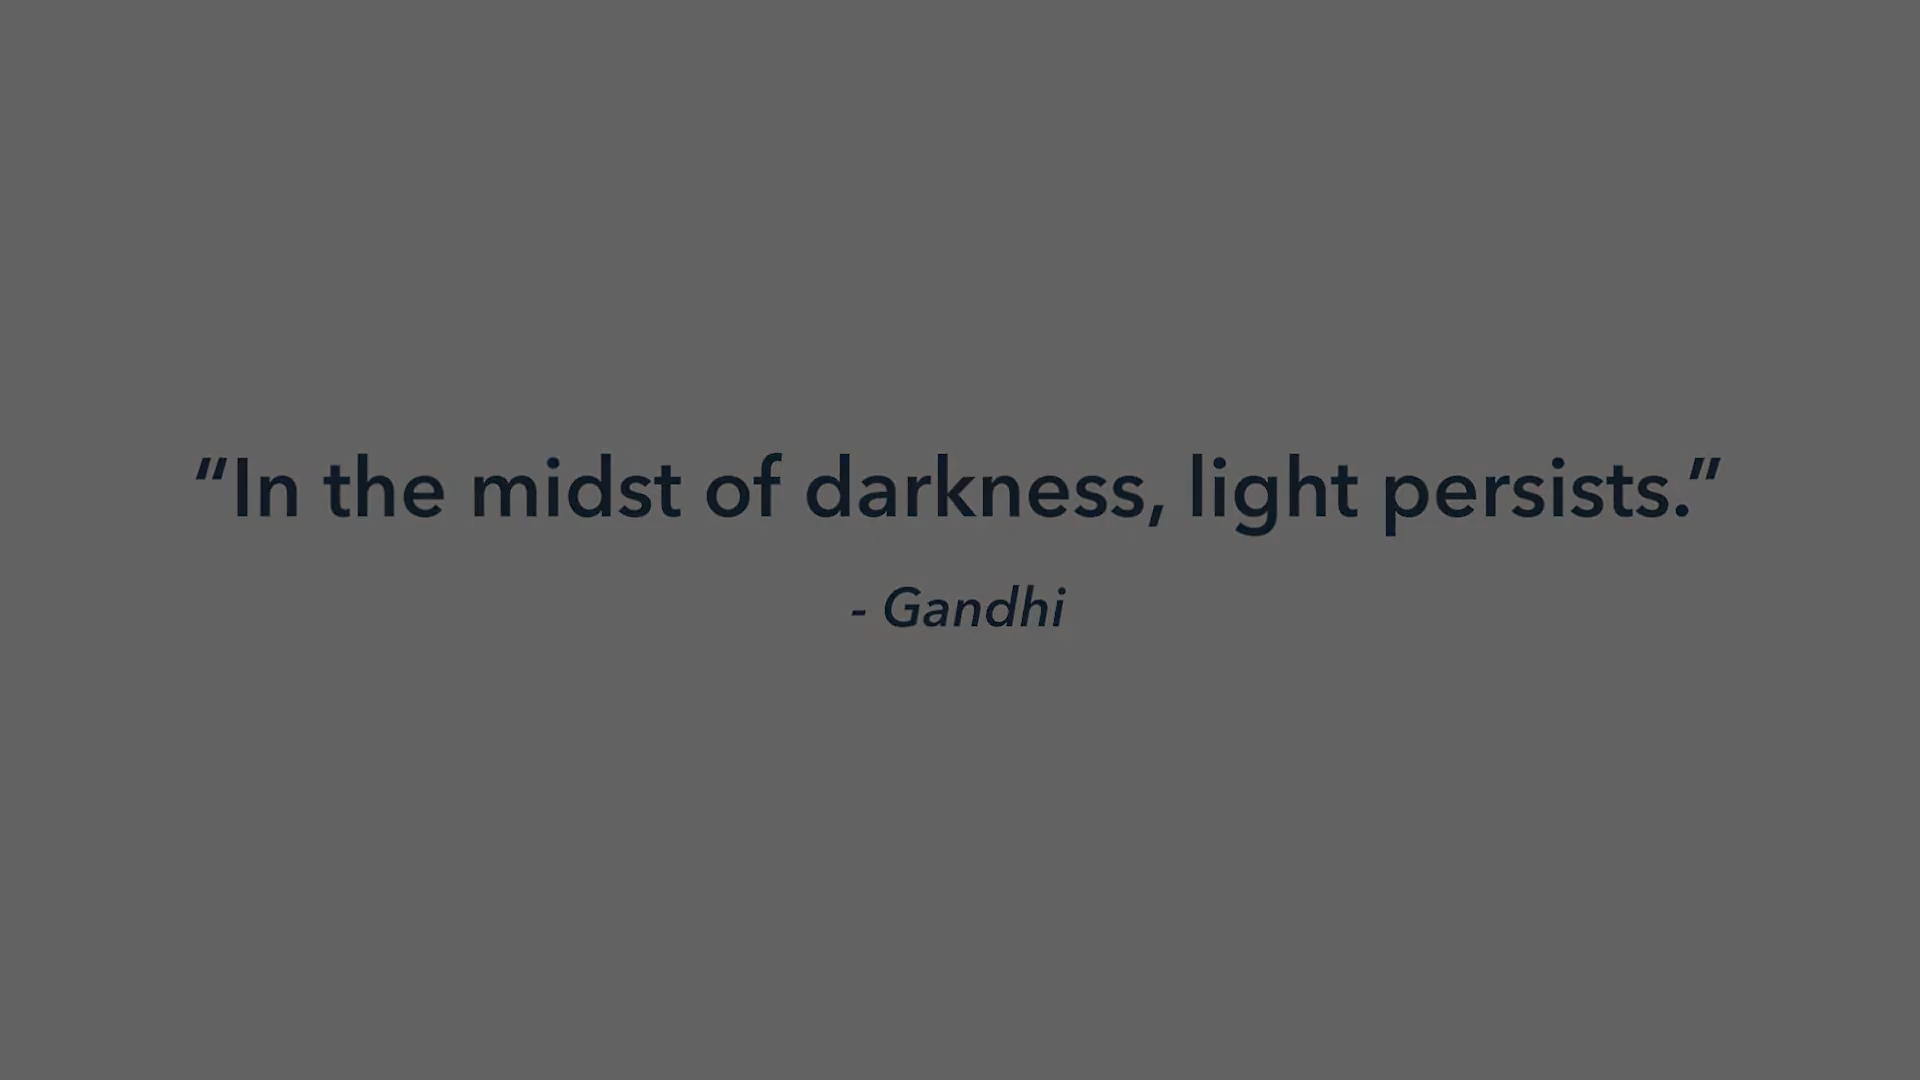 “In the midst of darkness, light persists.”
- Gandhi